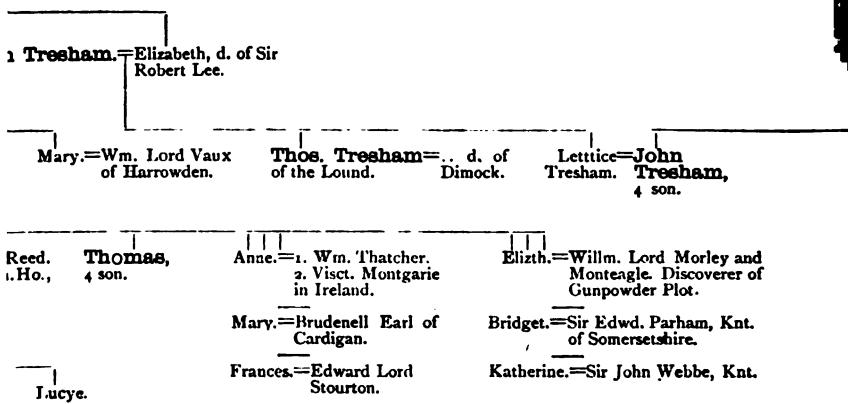 Tresham.=Elizabeth, d. of Sir
Robert Lee.
Mary.=Wm. Lord Vaux
of Harrowden.
Thos. Tresham=.. d. of
of the Lound. Dimock.
Letttice=John
Tresham. Tresham,
4 son.
Reed.
Ho.,
Thomas,
4 son.
Anne.=1. Wm. Thatcher.
2. Visct. Montgarie
in Ireland.
Elizth.=Willm. Lord Morley and
Monteagle. Discoverer of
Gunpowder Plot.
Mary.=Brudenell Earl of
Cardigan.
Bridget.=Sir Edwd. Parham, Knt.
of Somersetshire.
Frances.=Edward Lord
Stourton.
Katherine.=Sir John Webbe, Knt.
Lucye.